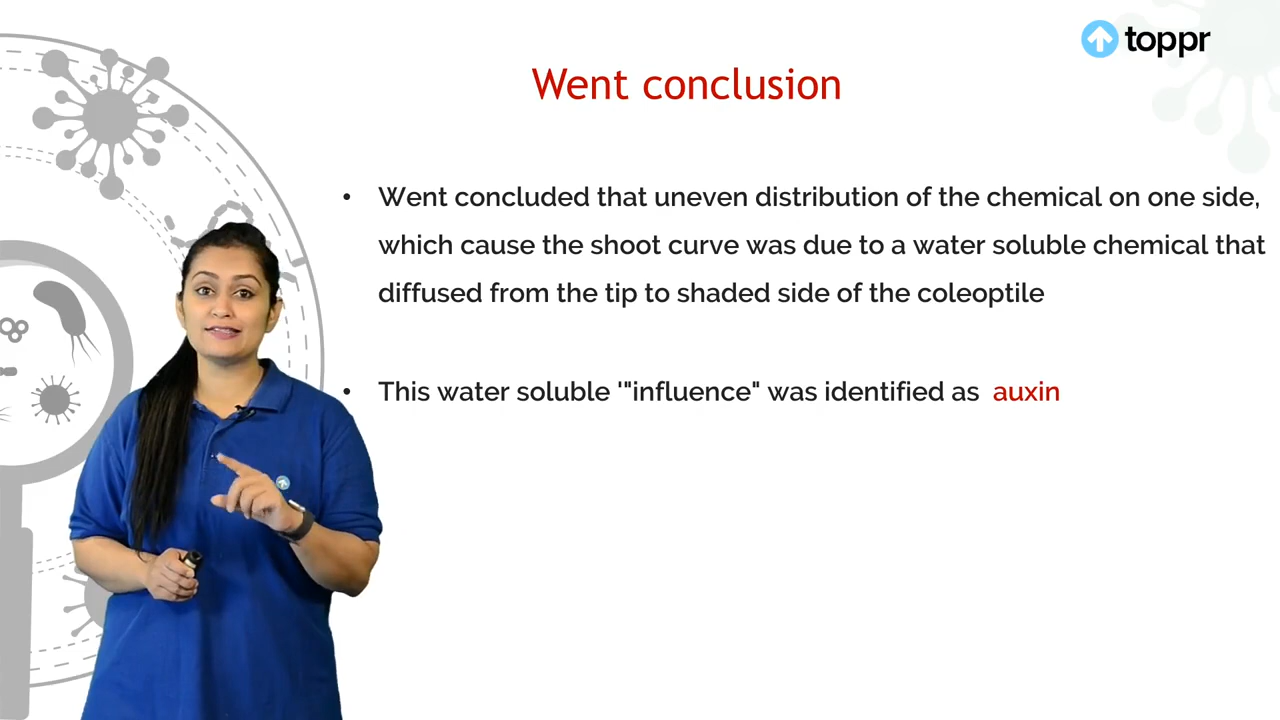 toppr
Went conclusion
• Went concluded that uneven distribution of the chemical on one side,
which cause the shoot curve was due to a water soluble chemical that
diffused from the tip to shaded side of the coleoptile
• This water soluble '"influence" was identified as auxin